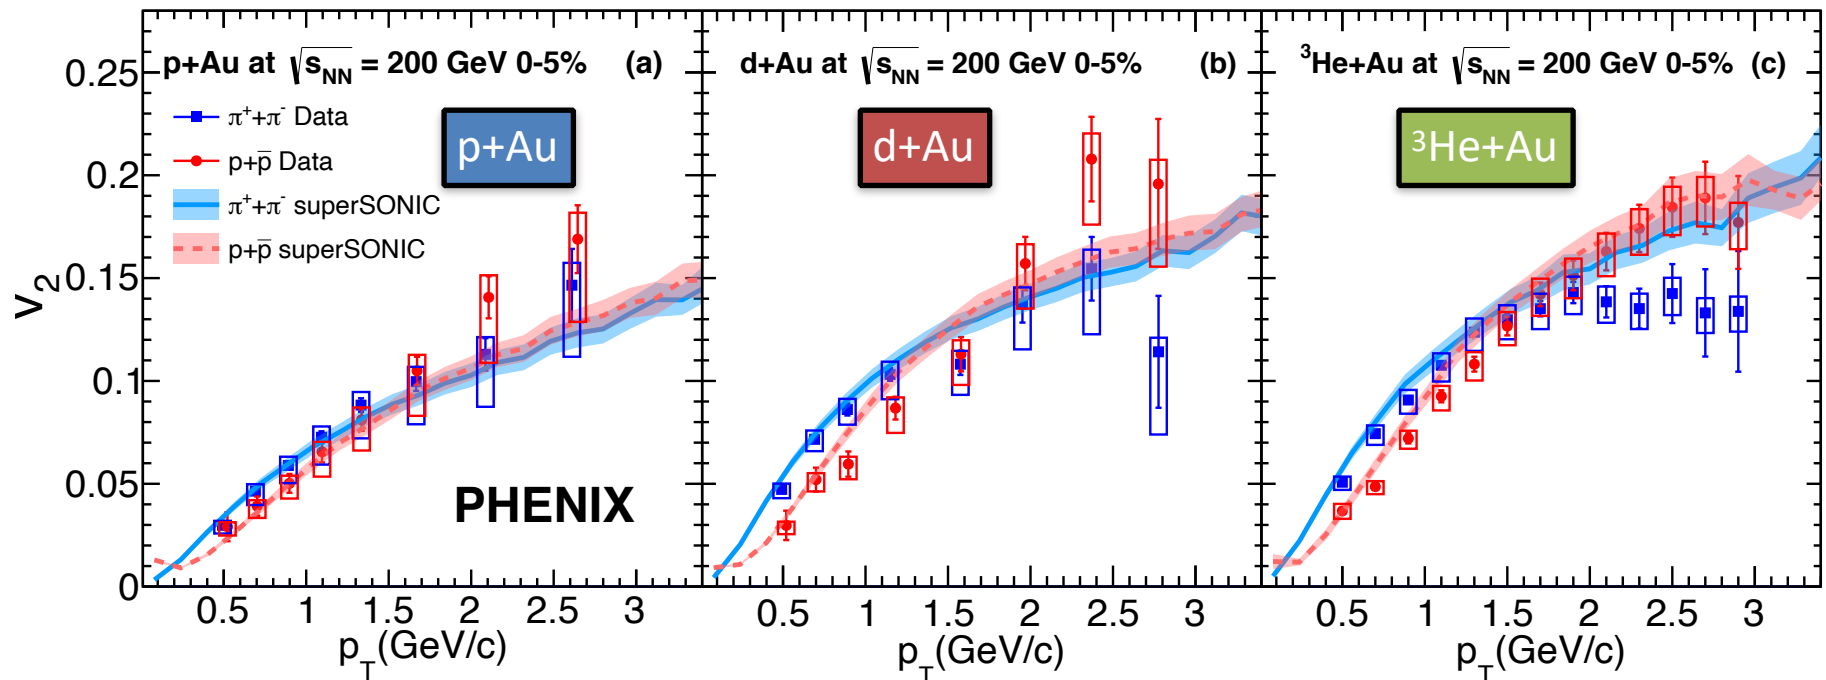 p+Au at √sNN = 200 GeV 0-5% (a)
π⁺+π⁻ Data
p+p̅ Data
π⁺+π⁻ superSONIC
p+p̅ superSONIC
p+Au
PHENIX
d+Au at √sNN = 200 GeV 0-5% (b)
d+Au
³He+Au at √sNN = 200 GeV 0-5% (c)
³He+Au
v₂
0.25
0.2
0.15
0.1
0.05
0
0.5 1 1.5 2 2.5 3
0.5 1 1.5 2 2.5 3
0.5 1 1.5 2 2.5 3
pT(GeV/c)
pT(GeV/c)
pT(GeV/c)